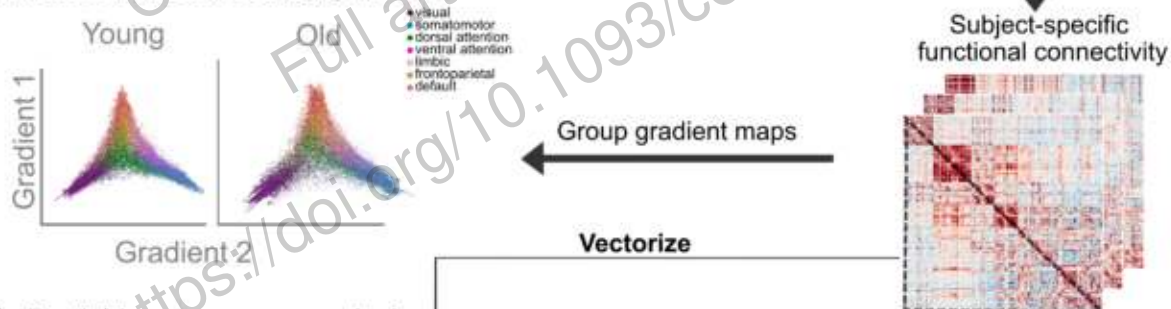 Young
Old
visual
somatomotor
dorsal attention
ventral attention
limbic
frontoparietal
default
Gradient 1
Gradient 2
Group gradient maps
Subject-specific
functional connectivity
Vectorize
Full
https://doi.org/10.1093/c